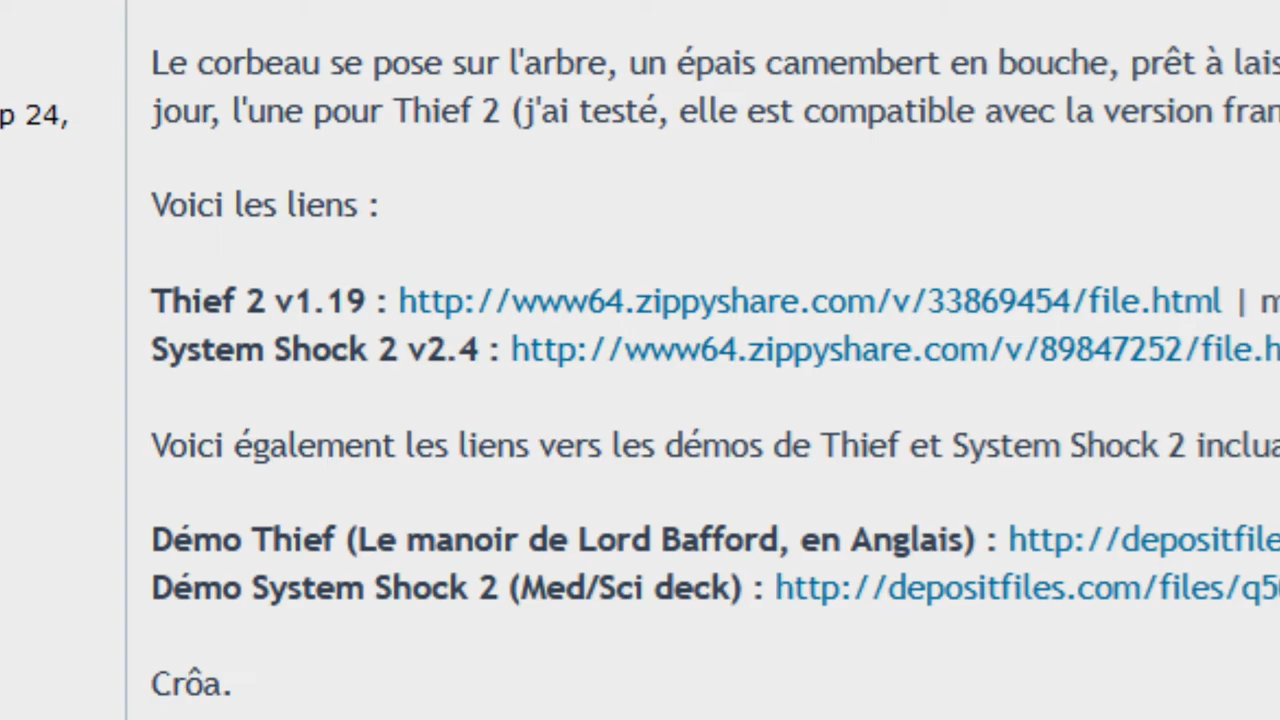 Le corbeau se pose sur l'arbre, un épais camembert en bouche, prêt à
p 24,
jour, l'une pour Thief 2 (j'ai testé, elle est compatible avec la version
Voici les liens :
Thief 2 v1.19 : http://www64.zippyshare.com/v/33869454/file.html |
System Shock 2 v2.4 : http://www64.zippyshare.com/v/89847252/file.h
Voici également les liens vers les démos de Thief et System Shock 2
Démo Thief (Le manoir de Lord Bafford, en Anglais) : http://depositfile
Démo System Shock 2 (Med/Sci deck) : http://depositfiles.com/files/q5
Crôa.